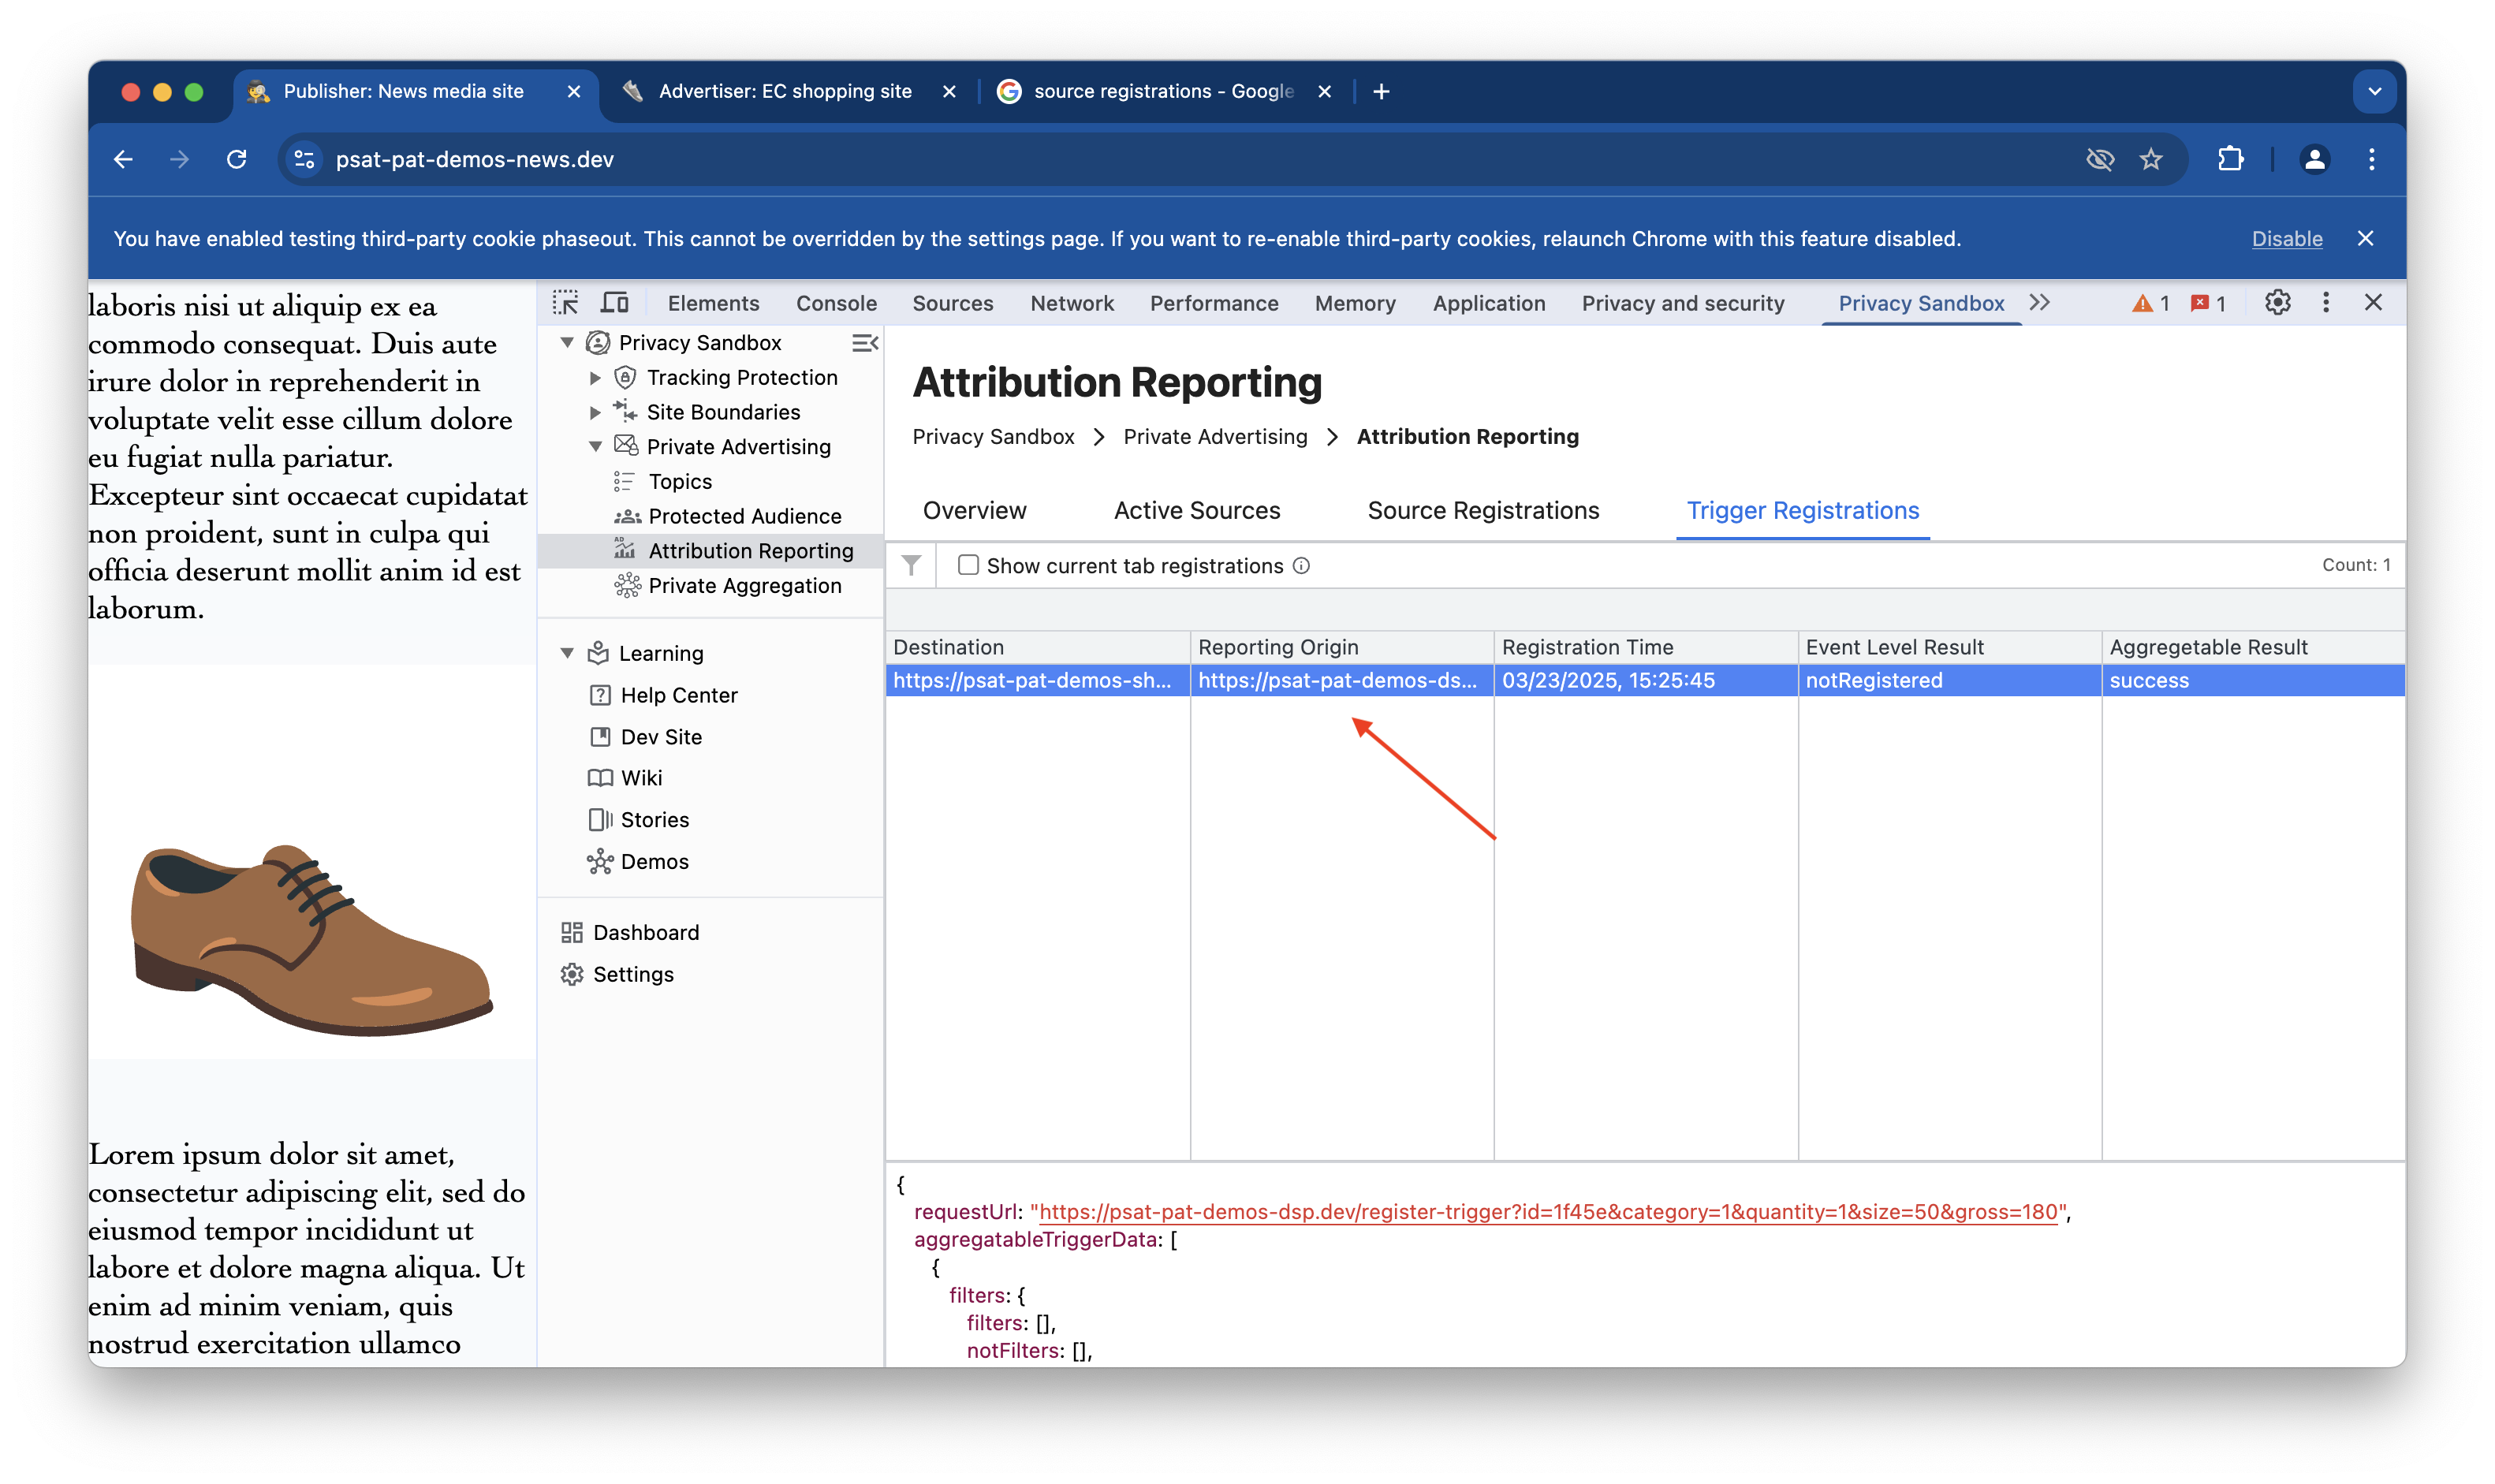 Publisher: News media site
Advertiser: EC shopping site
source registrations - Google
psat-pat-demos-news.dev
You have enabled testing third-party cookie phaseout. This cannot be overridden by the settings page. If you want to re-enable third-party cookies, relaunch Chrome with this feature disabled.
Disable
laboris nisi ut aliquip ex ea
commodo consequat. Duis aute
irure dolor in reprehenderit in
voluptate velit esse cillum dolore
eu fugiat nulla pariatur.
Excepteur sint occaecat cupidatat
non proident, sunt in culpa qui
officia deserunt mollit anim id est
laborum.
Lorem ipsum dolor sit amet,
consectetur adipiscing elit, sed do
eiusmod tempor incididunt ut
labore et dolore magna aliqua. Ut
enim ad minim veniam, quis
nostrud exercitation ullamco
Elements Console Sources Network Performance Memory Application Privacy and security Privacy Sandbox 1 1
Privacy Sandbox
Tracking Protection
Site Boundaries
Private Advertising
Topics
Protected Audience
Attribution Reporting
Private Aggregation
Learning
Help Center
Dev Site
Wiki
Stories
Demos
Dashboard
Settings
Attribution Reporting
Privacy Sandbox > Private Advertising > Attribution Reporting
Overview Active Sources Source Registrations Trigger Registrations
Show current tab registrations Count: 1
Destination Reporting Origin Registration Time Event Level Result Aggregetable Result
https://psat-pat-demos-sh... https://psat-pat-demos-ds... 03/23/2025, 15:25:45 notRegistered success
{
requestUrl: "https://psat-pat-demos-dsp.dev/register-trigger?id=1f45e&category=1&quantity=1&size=50&gross=180",
aggregatableTriggerData: [
{
filters: {
filters: [],
notFilters: [],